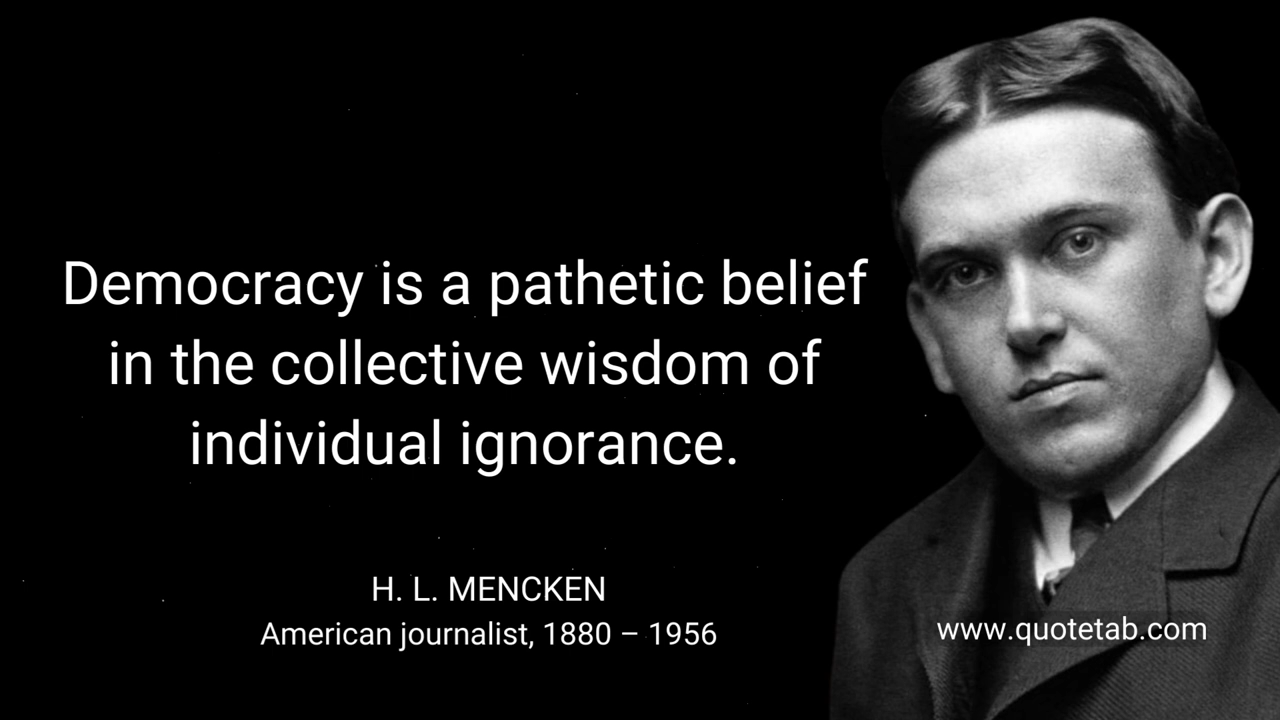 Democracy is a pathetic belief
in the collective wisdom of
individual ignorance.
H. L. MENCKEN
American journalist, 1880 – 1956
www.quotetab.com